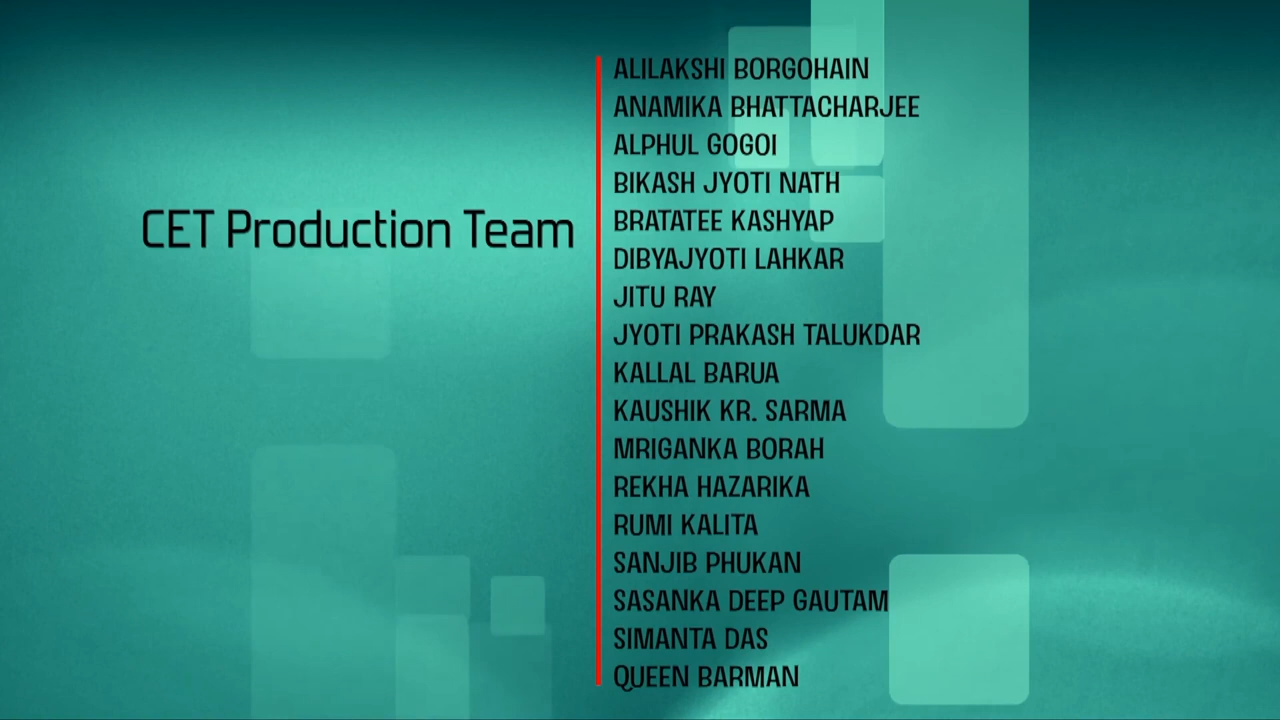 CET Production Team
ALILAKSHI BORGOHAIN
ANAMIKA BHATTACHARJEE
ALPHUL GOGOI
BIKASH JYOTI NATH
BRATATEE KASHYAP
DIBYAJYOTI LAHKAR
JITU RAY
JYOTI PRAKASH TALUKDAR
KALLAL BARUA
KAUSHIK KR. SARMA
MRIGANKA BORAH
REKHA HAZARIKA
RUMI KALITA
SANJIB PHUKAN
SASANKA DEEP GAUTAM
SIMANTA DAS
QUEEN BARMAN